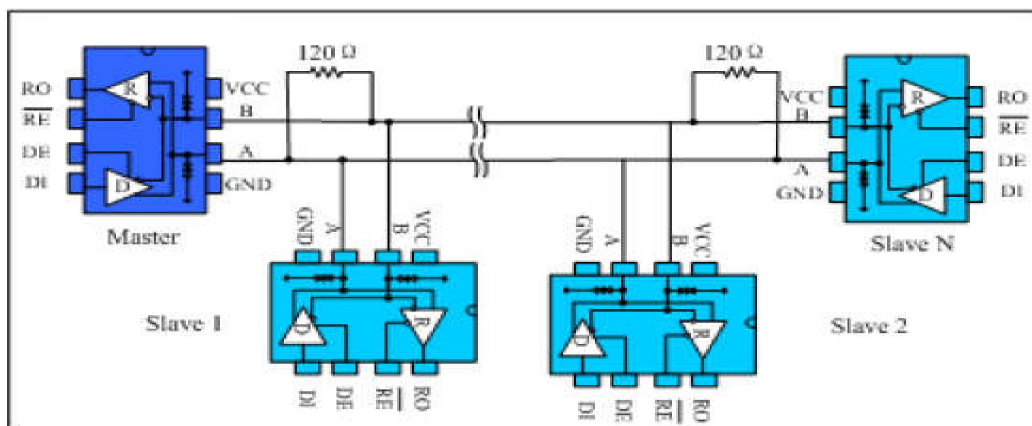 120 Ω
120 Ω
RO
RE
DE
DI
VCC
B
A
GND
R
D
Master
VCC
B
A
GND
R
D
RO
RE
DE
DI
Slave N
GND
A
B
VCC
D
R
DI
DE
RE
RO
Slave 1
GND
A
B
VCC
D
R
DI
DE
RE
RO
Slave 2